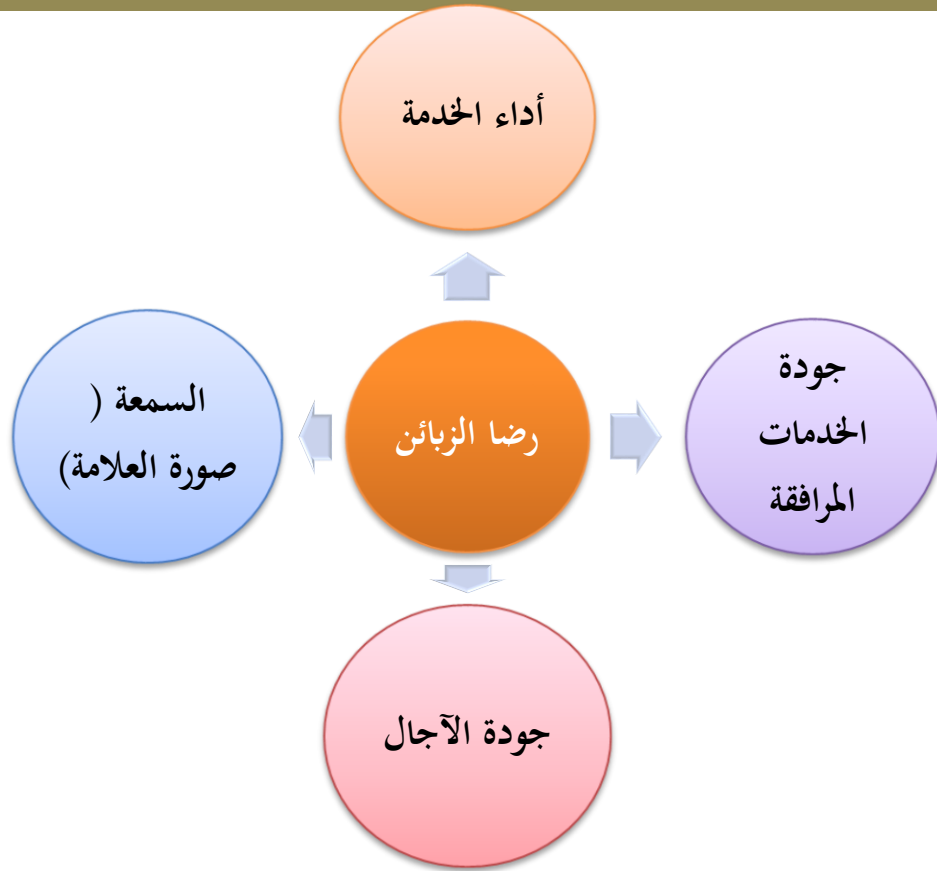 أداء الخدمة
جودة
الخدمات
المرافقة
رضا الزبائن
السمعة (
صورة العلامة)
جودة الآجال